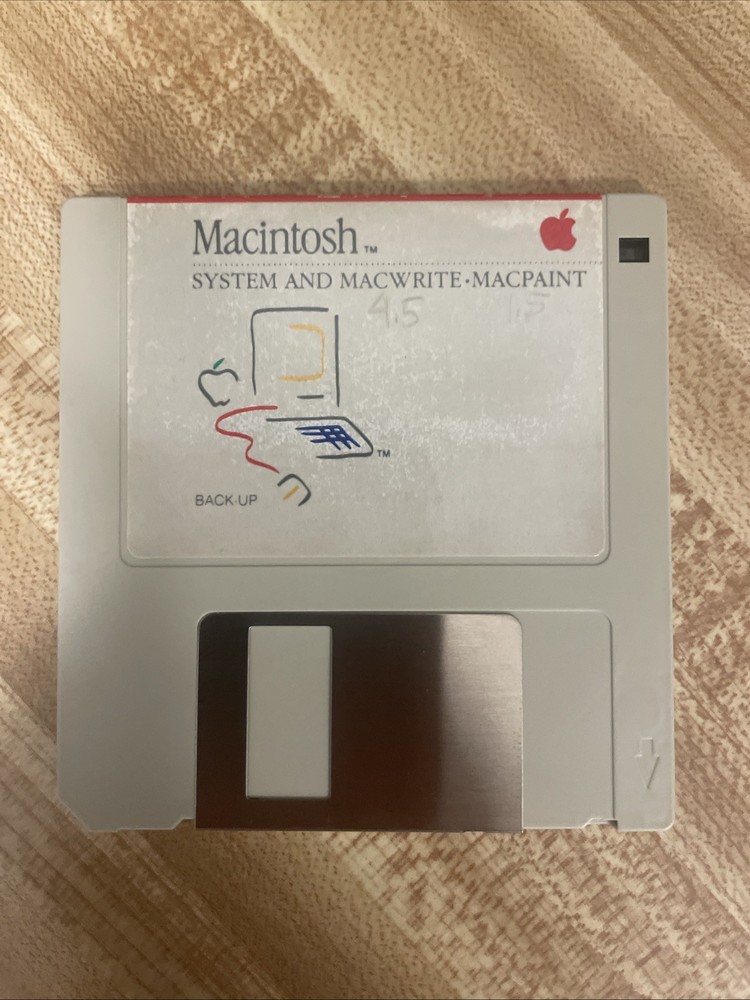 Macintosh™
SYSTEM AND MACWRITE·MACPAINT
4.5 1.5
TM
BACK-UP